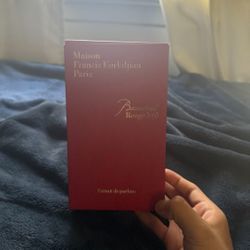 Maison
Francis Kurkdjian
Paris
Baccarat
Rouge 540
Extrait de parfum